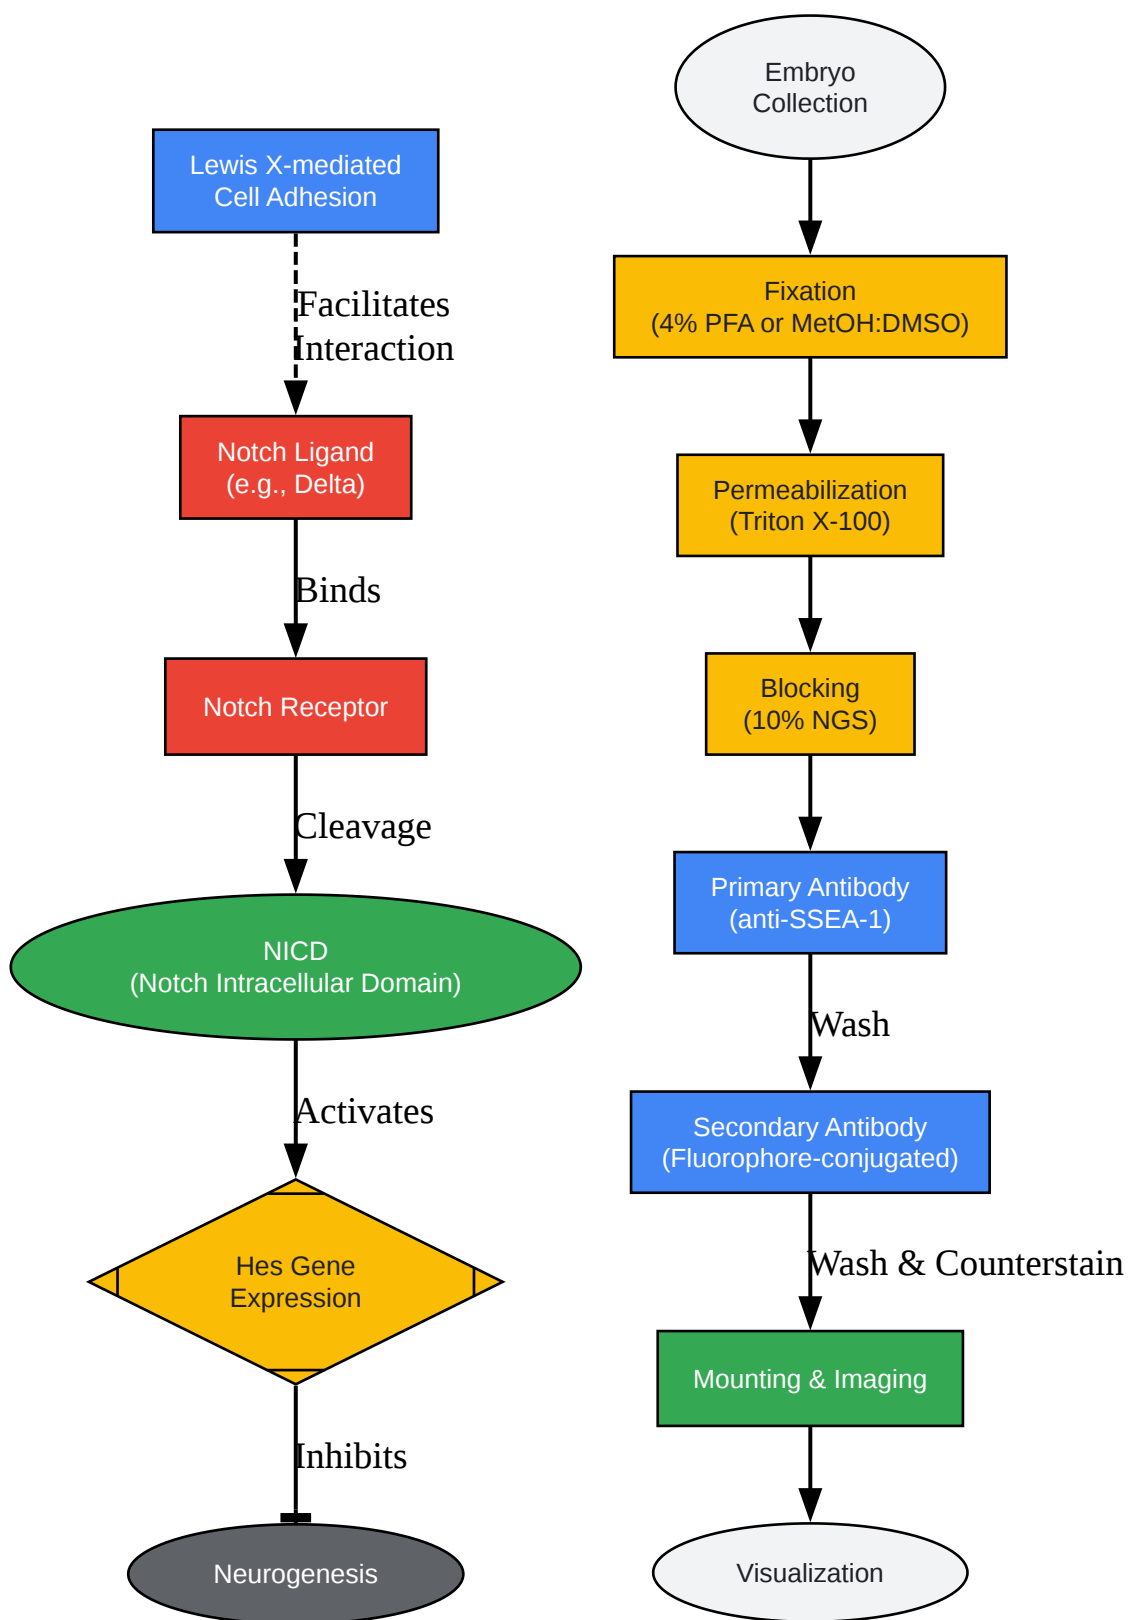 Lewis X-mediated
Cell Adhesion
Facilitates
Interaction
Notch Ligand
(e.g., Delta)
Binds
Notch Receptor
Cleavage
NICD
(Notch Intracellular Domain)
Activates
Hes Gene
Expression
Inhibits
Neurogenesis
Embryo
Collection
Fixation
(4% PFA or MetOH:DMSO)
Permeabilization
(Triton X-100)
Blocking
(10% NGS)
Primary Antibody
(anti-SSEA-1)
Wash
Secondary Antibody
(Fluorophore-conjugated)
Wash & Counterstain
Mounting & Imaging
Visualization